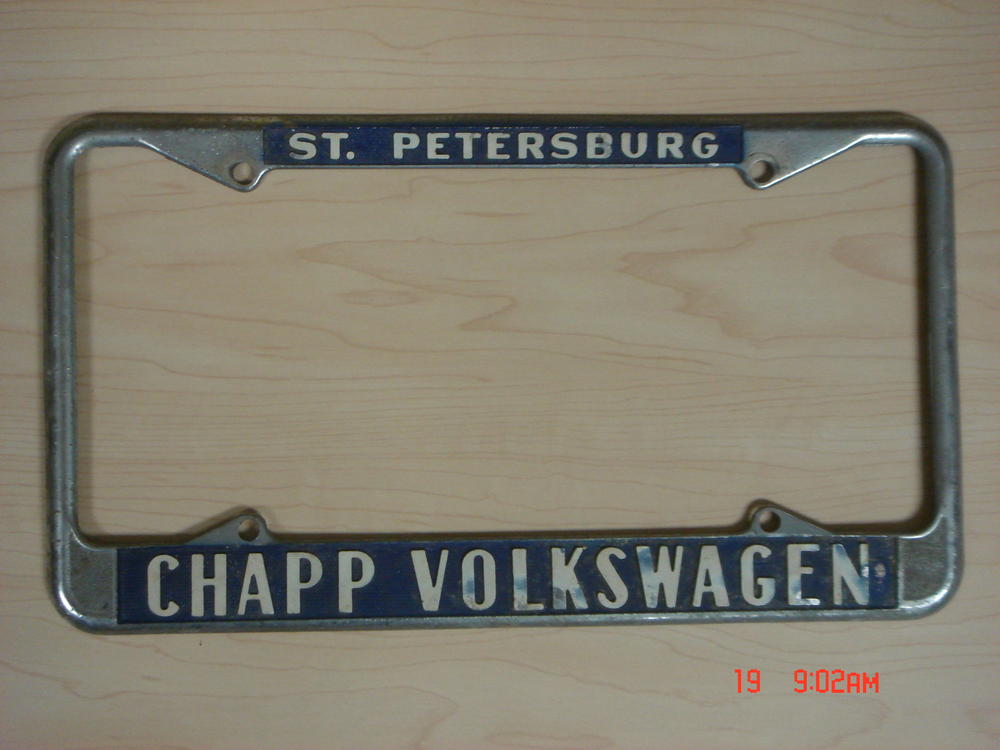 ST. PETERSBURG
CHAPP VOLKSWAGEN
19 9:02AM